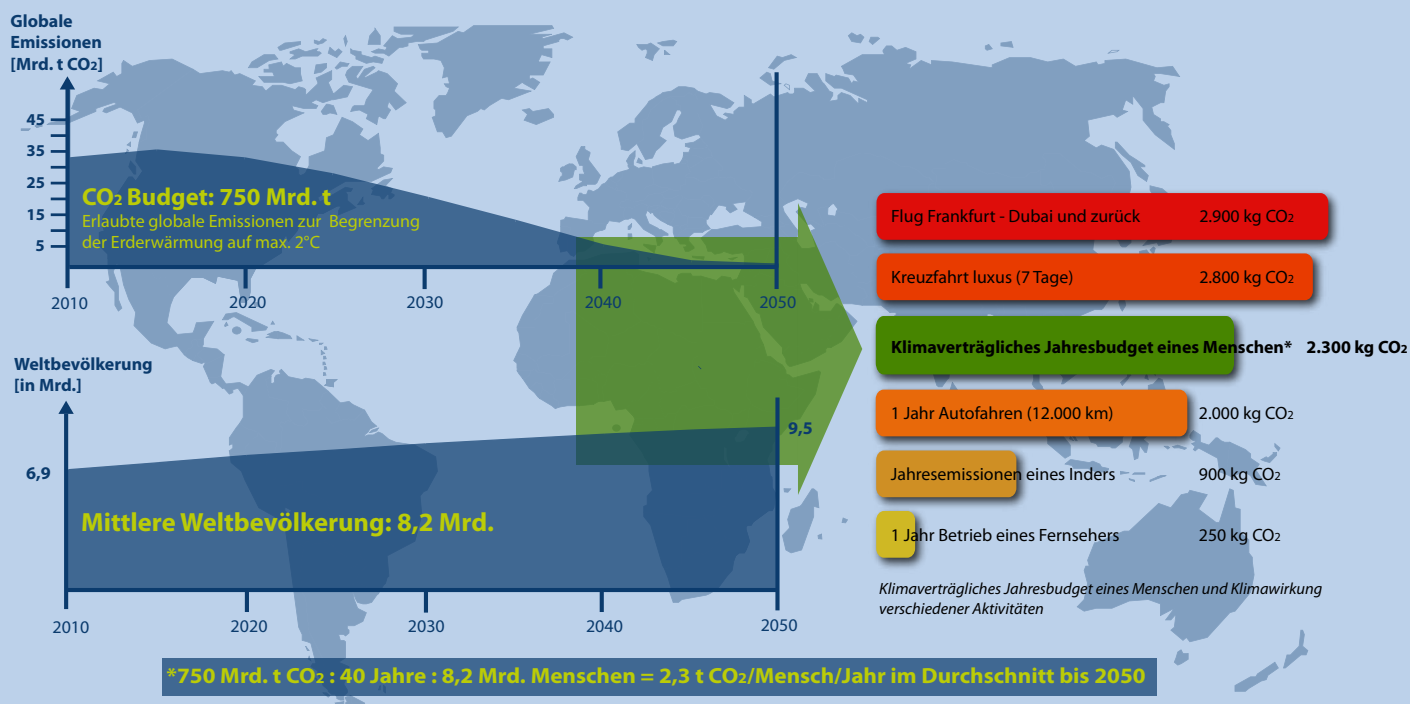 Globale
Emissionen
[Mrd. t CO₂]
45
35
25
15
5
CO₂ Budget: 750 Mrd. t
Erlaubte globale Emissionen zur Begrenzung
der Erderwärmung auf max. 2°C
2010 2020 2030 2040 2050
Weltbevölkerung
[in Mrd.]
6,9
9,5
Mittlere Weltbevölkerung: 8,2 Mrd.
2010 2020 2030 2040 2050
Flug Frankfurt - Dubai und zurück 2.900 kg CO₂
Kreuzfahrt luxus (7 Tage) 2.800 kg CO₂
Klimaverträgliches Jahresbudget eines Menschen* 2.300 kg CO₂
1 Jahr Autofahren (12.000 km) 2.000 kg CO₂
Jahresemissionen eines Inders 900 kg CO₂
1 Jahr Betrieb eines Fernsehers 250 kg CO₂
Klimaverträgliches Jahresbudget eines Menschen und Klimawirkung
verschiedener Aktivitäten
*750 Mrd. t CO₂ : 40 Jahre : 8,2 Mrd. Menschen = 2,3 t CO₂/Mensch/Jahr im Durchschnitt bis 2050